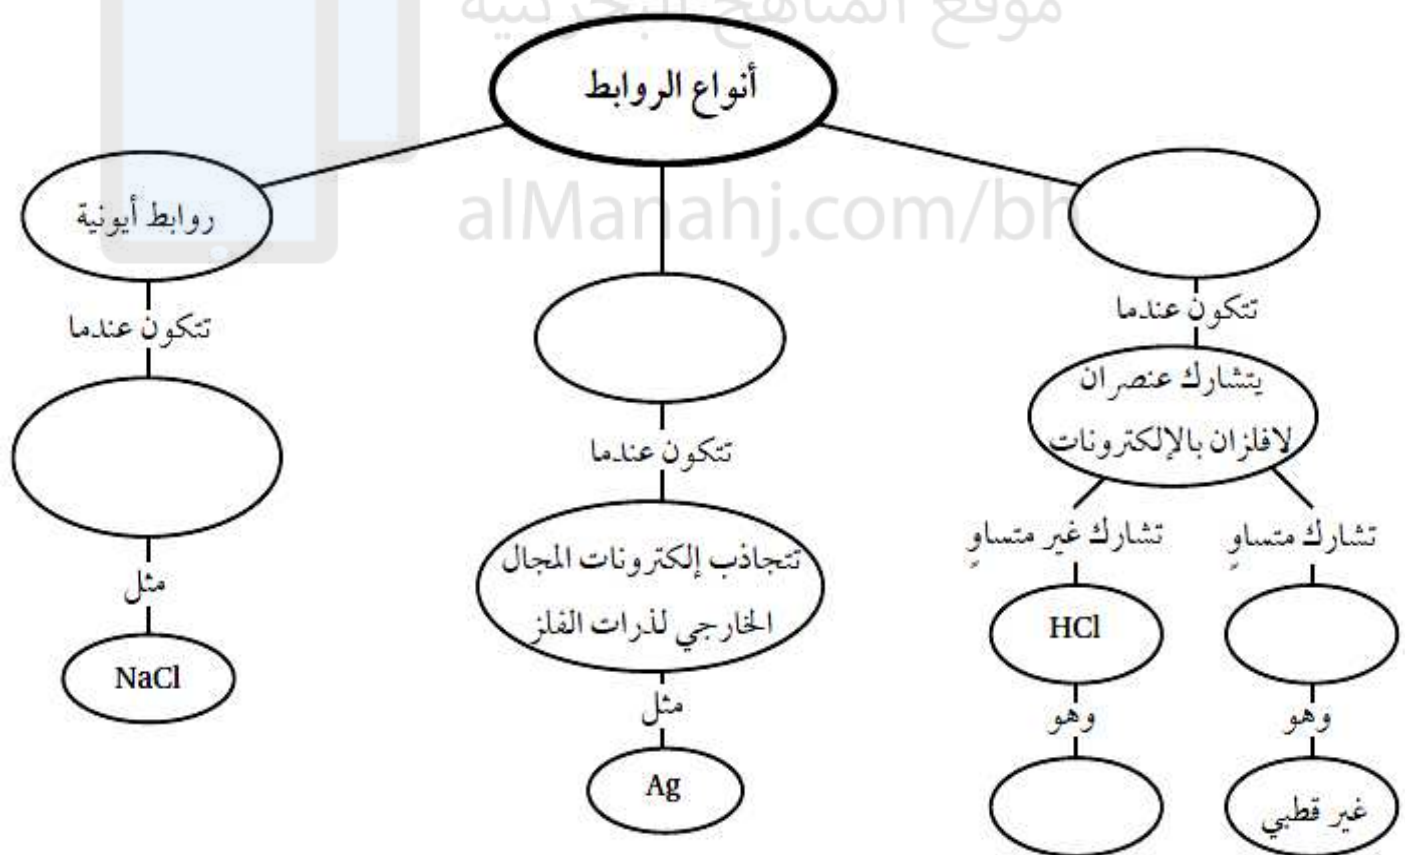 موقع المناهج البحرينية
أنواع الروابط
alManahj.com/bh
روابط أيونية
تتكون عندما
تتكون عندما
يتشارك عنصران
لافلزان بالإلكترونات
تتكون عندما
تشارك غير متساوٍ
تشارك متساوٍ
تتجاذب إلكترونات المجال
الخارجي لذرات الفلز
مثل
HCl
NaCl
مثل
وهو
وهو
Ag
غير قطبي